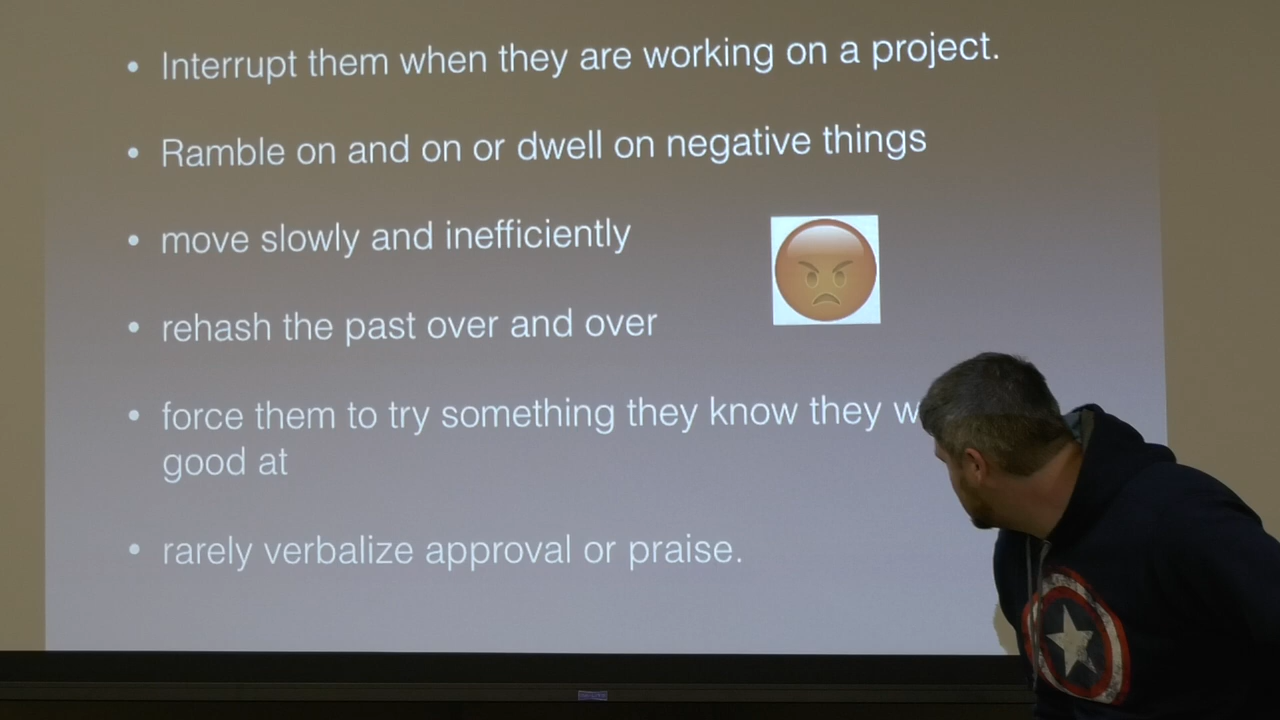 • Interrupt them when they are working on a project.
• Ramble on and on or dwell on negative things
• move slowly and inefficiently
• rehash the past over and over
• force them to try something they know they
good at
• rarely verbalize approval or praise.